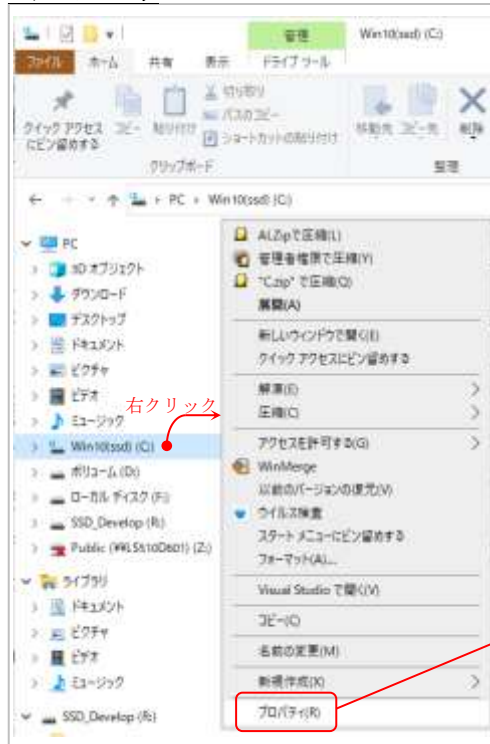 管理
Win10(ssd) (C:)
ファイル ホーム 共有 表示 ドライブ ツール
クイック アクセス
にピン留めする
コピー 貼り付け
切り取り
パスのコピー
ショートカットの貼り付け
移動先 コピー先 削除
クリップボード
整理
PC › Win10(ssd) (C:)
PC
3D オブジェクト
ダウンロード
デスクトップ
ドキュメント
ピクチャ
ビデオ
ミュージック
Win10(ssd) (C:)
ボリューム (D:)
ローカル ディスク (F:)
SSD_Develop (R:)
Public (¥¥LS510D601) (Z:)
ライブラリ
ドキュメント
ピクチャ
ビデオ
ミュージック
SSD_Develop (R:)
右クリック
ALZipで圧縮(L)
管理者権限で圧縮(Y)
"C.zip" で圧縮(Q)
展開(A)
新しいウィンドウで開く(E)
クイック アクセスにピン留めする
解凍(E)
圧縮(C)
アクセスを許可する(G)
WinMerge
以前のバージョンの復元(V)
ウイルス検査
スタート メニューにピン留めする
フォーマット(A)...
Visual Studio で開く(V)
コピー(C)
名前の変更(M)
新規作成(X)
プロパティ(R)